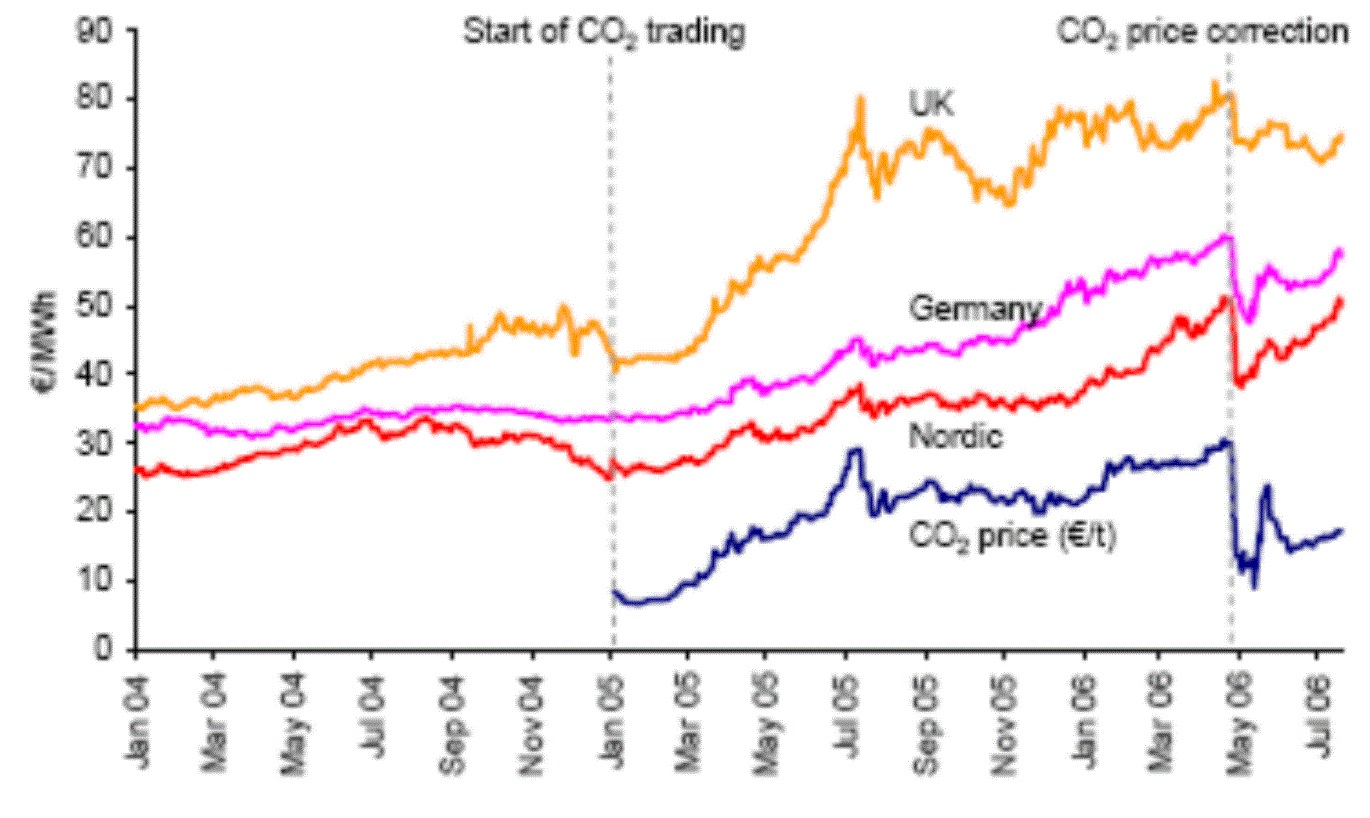 Start of CO₂ trading
CO₂ price correction
€/MWh
90
80
70
60
50
40
30
20
10
0
UK
Germany
Nordic
CO₂ price (€/t)
Jan 04
Mar 04
May 04
Jul 04
Sep 04
Nov 04
Jan 05
Mar 05
May 05
Jul 05
Sep 05
Nov 05
Jan 06
Mar 06
May 06
Jul 06